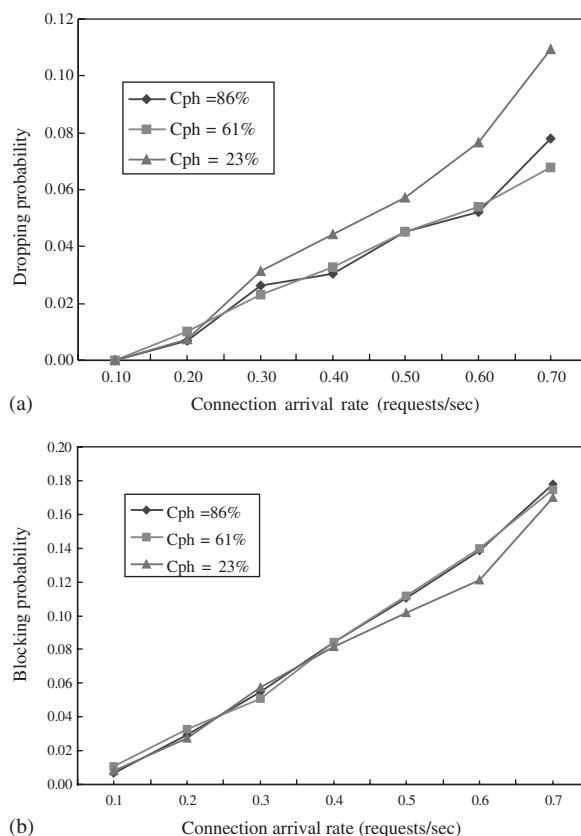 0.12
0.10
0.08
0.06
0.04
0.02
0.00
Dropping probability
Cph =86%
Cph = 61%
Cph = 23%
0.10 0.20 0.30 0.40 0.50 0.60 0.70
(a) Connection arrival rate (requests/sec)
0.20
0.18
0.16
0.14
0.12
0.10
0.08
0.06
0.04
0.02
0.00
Blocking probability
Cph =86%
Cph = 61%
Cph = 23%
0.1 0.2 0.3 0.4 0.5 0.6 0.7
(b) Connection arrival rate (requests/sec)